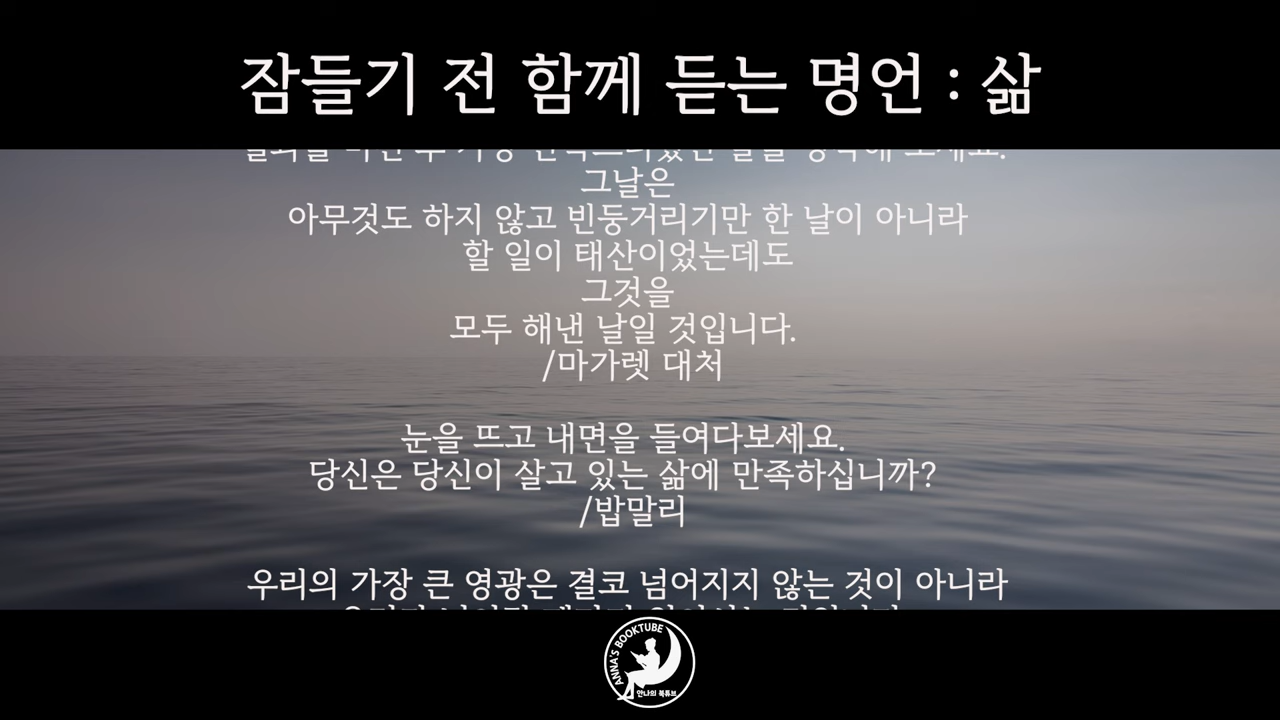 잠들기 전 함께 듣는 명언 : 삶
그날은
아무것도 하지 않고 빈둥거리기만 한 날이 아니라
할 일이 태산이었는데도
그것을
모두 해낸 날일 것입니다.
/마가렛 대처
눈을 뜨고 내면을 들여다보세요.
당신은 당신이 살고 있는 삶에 만족하십니까?
/밥말리
우리의 가장 큰 영광은 결코 넘어지지 않는 것이 아니라
ANNA'S BOOKTUBE
안나의 북튜브